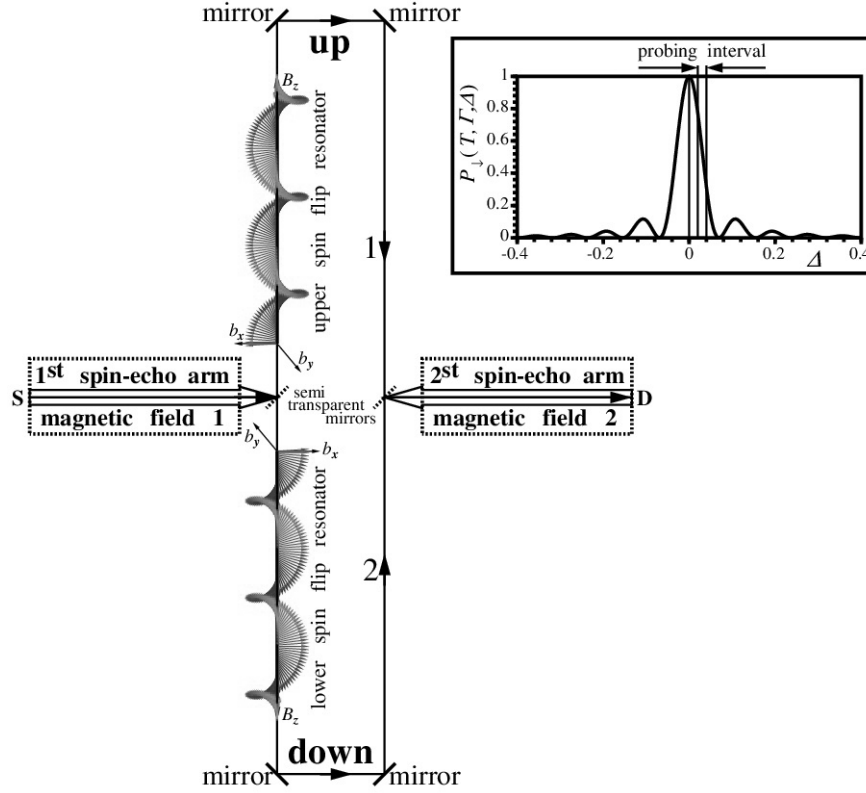 mirror mirror
up
B_z
upper spin flip resonator
1
b_x
b_y
1st spin-echo arm
S
magnetic field 1
semi
transparent
mirrors
2st spin-echo arm
D
magnetic field 2
b_y
b_x
lower spin flip resonator
2
B_z
down
mirror mirror
probing interval
P↓(T, Γ,Δ)
1
0.8
0.6
0.4
0.2
0
-0.4 -0.2 0 0.2 0.4
Δ